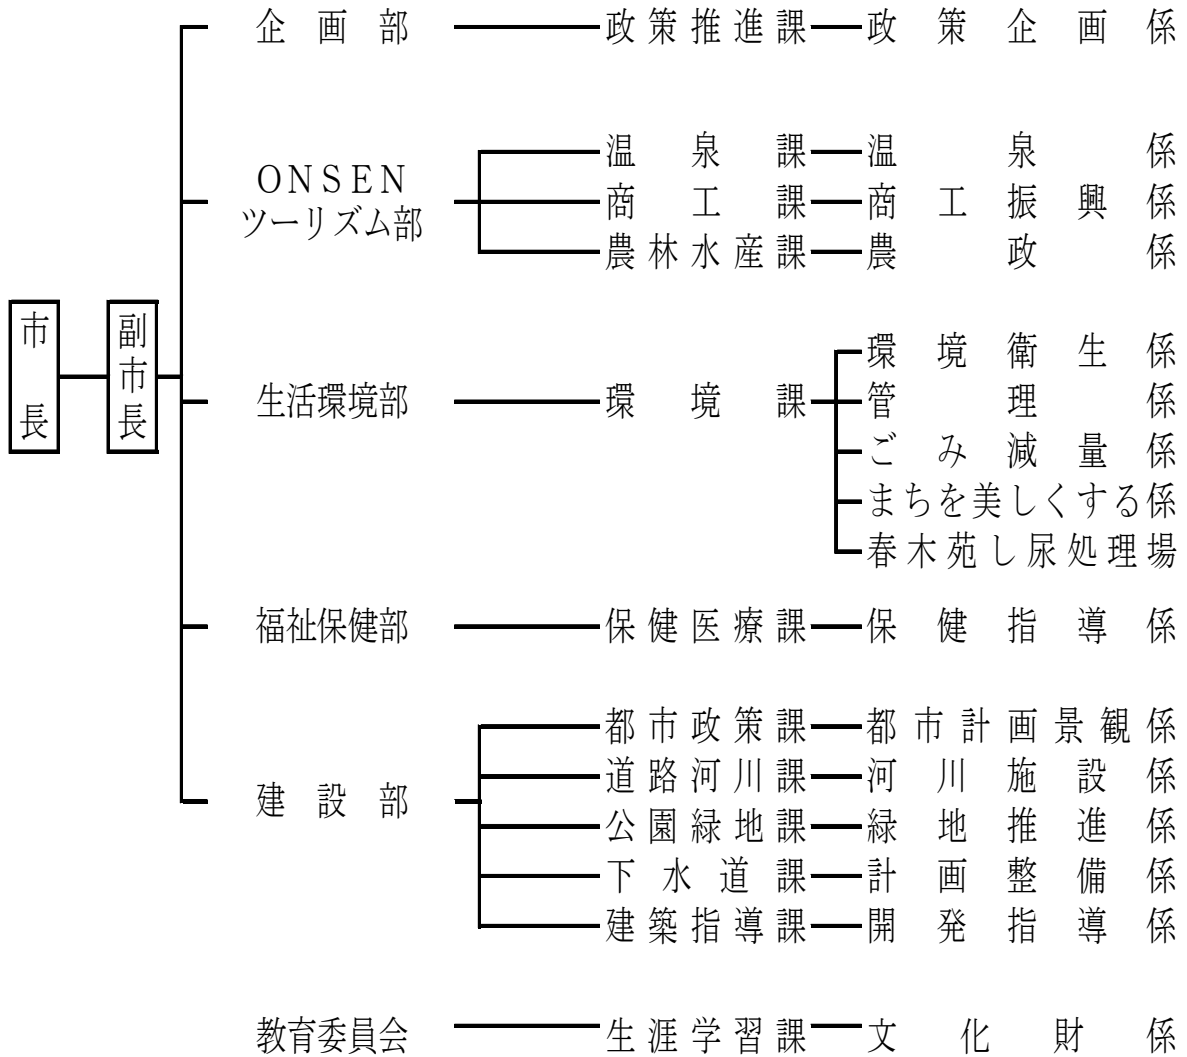 企画部 政策推進課 政策企画係
温泉課 温泉係
ONSEN
ツーリズム部
商工課 商工振興係
農林水産課 農政係
市長
副市長
環境衛生係
生活環境部 環境課 管理係
ごみ減量係
まちを美しくする係
春木苑し尿処理場
福祉保健部 保健医療課 保健指導係
都市政策課 都市計画景観係
道路河川課 河川施設係
建設部
公園緑地課 緑地推進係
下水道課 計画整備係
建築指導課 開発指導係
教育委員会 生涯学習課 文化財係